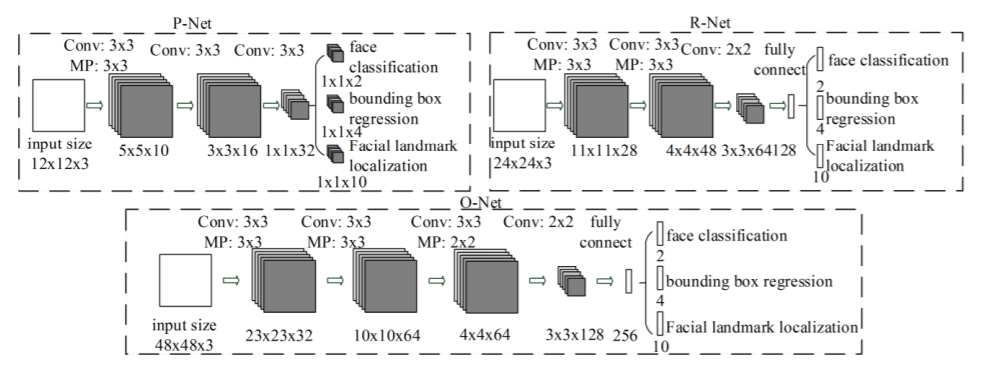 P-Net
Conv: 3x3
MP: 3x3
Conv: 3x3
Conv: 3x3
face
classification
1x1x2
bounding box
regression
1x1x4
Facial landmark
localization
1x1x10
input size
12x12x3
5x5x10
3x3x16
1x1x32
R-Net
Conv: 3x3
MP: 3x3
Conv: 3x3
MP: 3x3
Conv: 2x2
fully
connect
face classification
2
bounding box
regression
4
Facial landmark
localization
10
input size
24x24x3
11x11x28
4x4x48
3x3x64
128
O-Net
Conv: 3x3
MP: 3x3
Conv: 3x3
MP: 3x3
Conv: 3x3
MP: 2x2
Conv: 2x2
fully
connect
face classification
2
bounding box regression
4
Facial landmark localization
10
input size
48x48x3
23x23x32
10x10x64
4x4x64
3x3x128
256